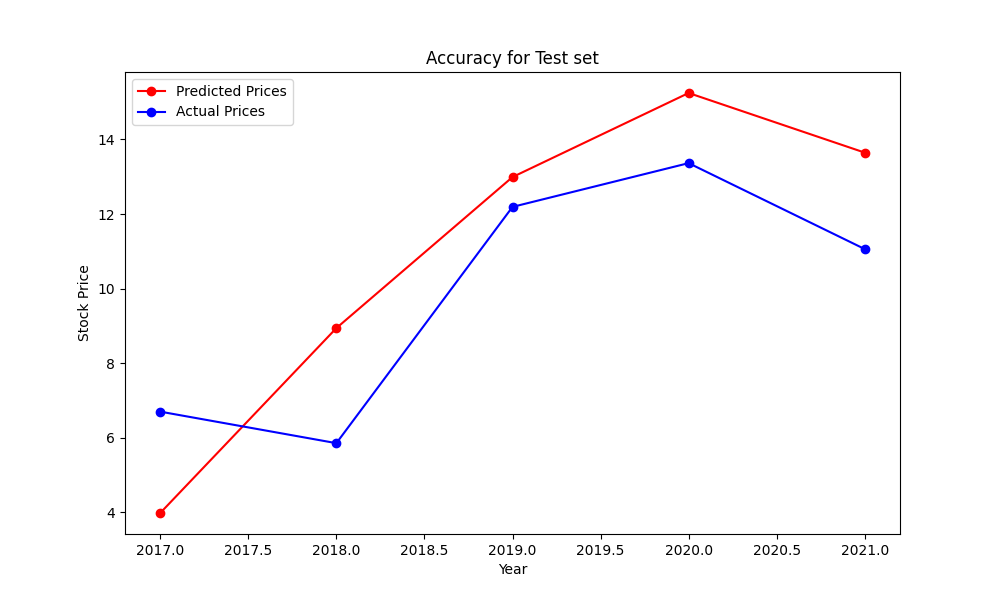 Accuracy for Test set
Predicted Prices
Actual Prices
14
12
10
8
6
4
Stock Price
2017.0 2017.5 2018.0 2018.5 2019.0 2019.5 2020.0 2020.5 2021.0
Year